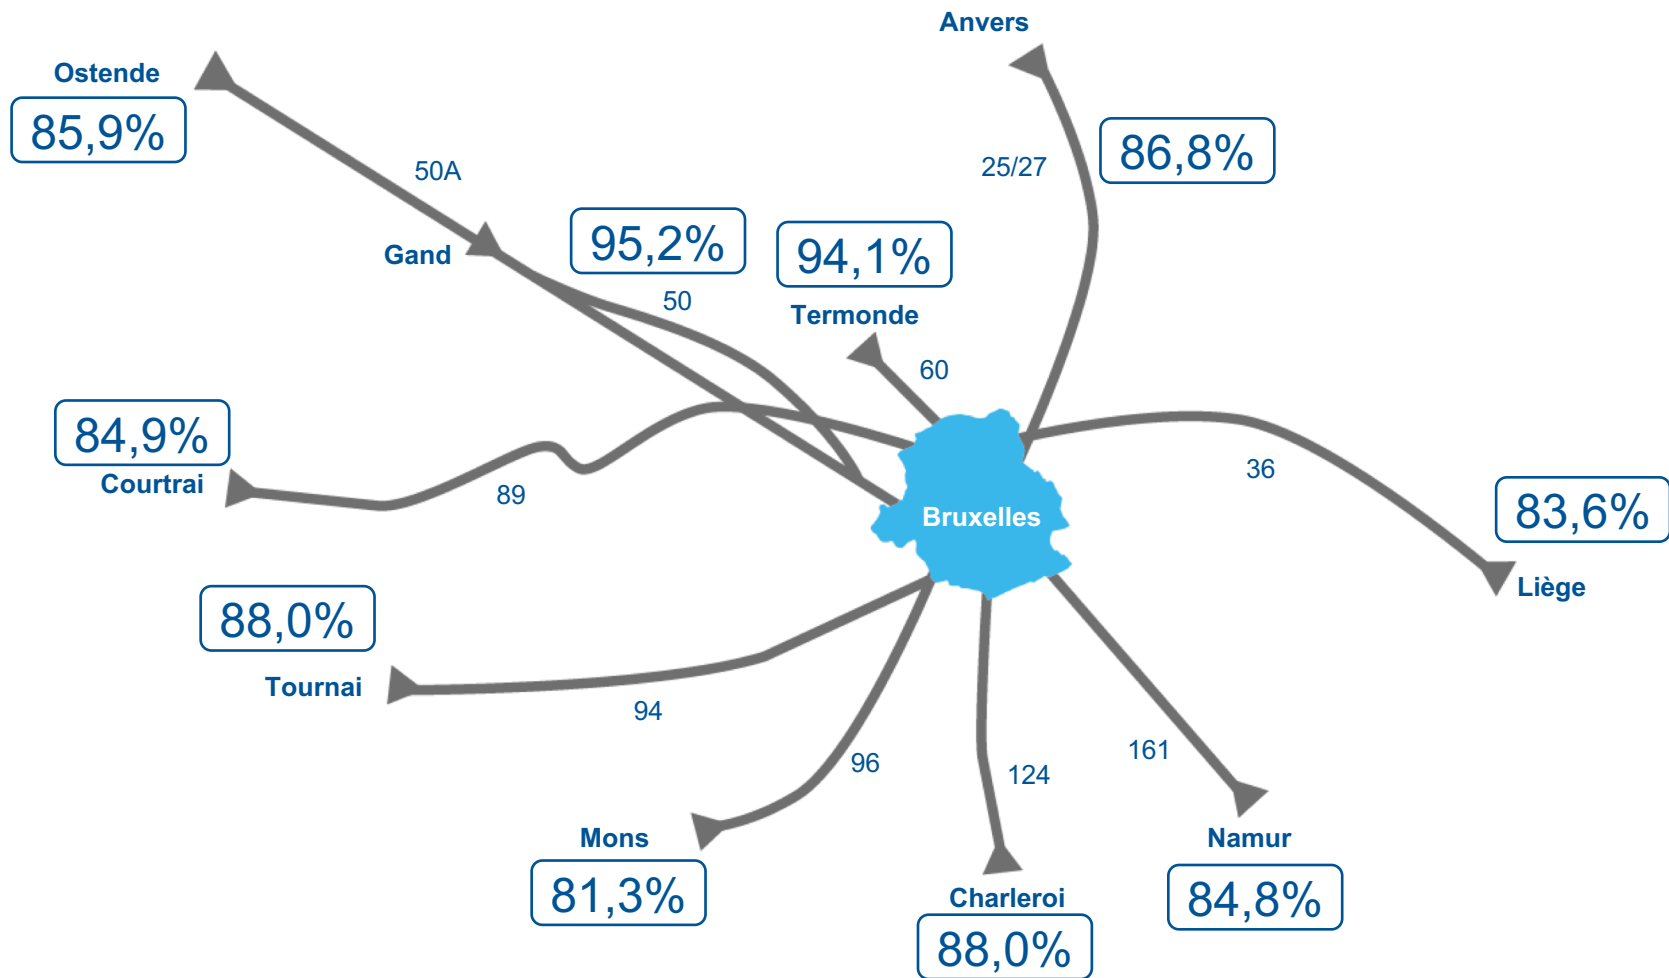 Anvers
Ostende
85,9%
86,8%
25/27
50A
95,2%
94,1%
Gand
50
Termonde
60
84,9%
Courtrai
89
36
83,6%
Bruxelles
Liège
88,0%
Tournai
94
96
124
161
Mons
Namur
81,3%
84,8%
Charleroi
88,0%